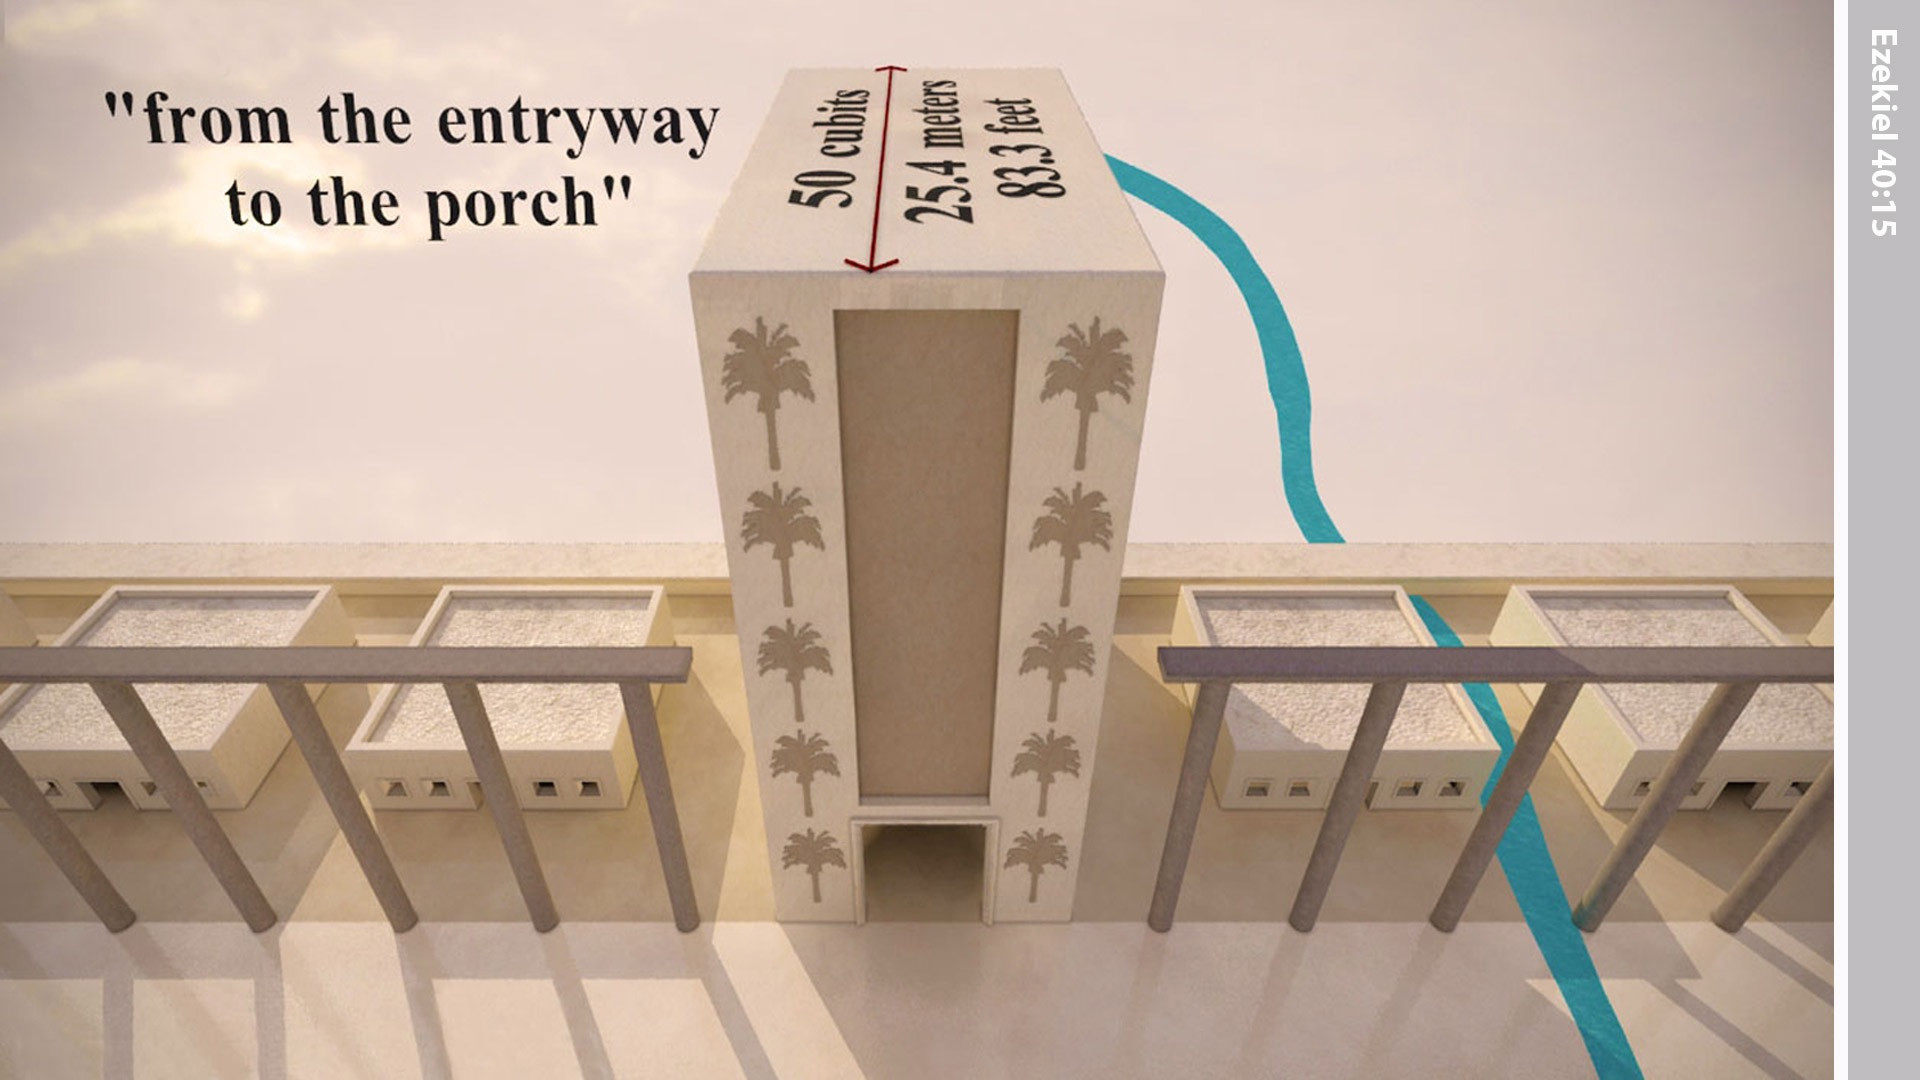 "from the entryway
to the porch"
50 cubits
25.4 meters
83.3 feet
Ezekiel 40:15